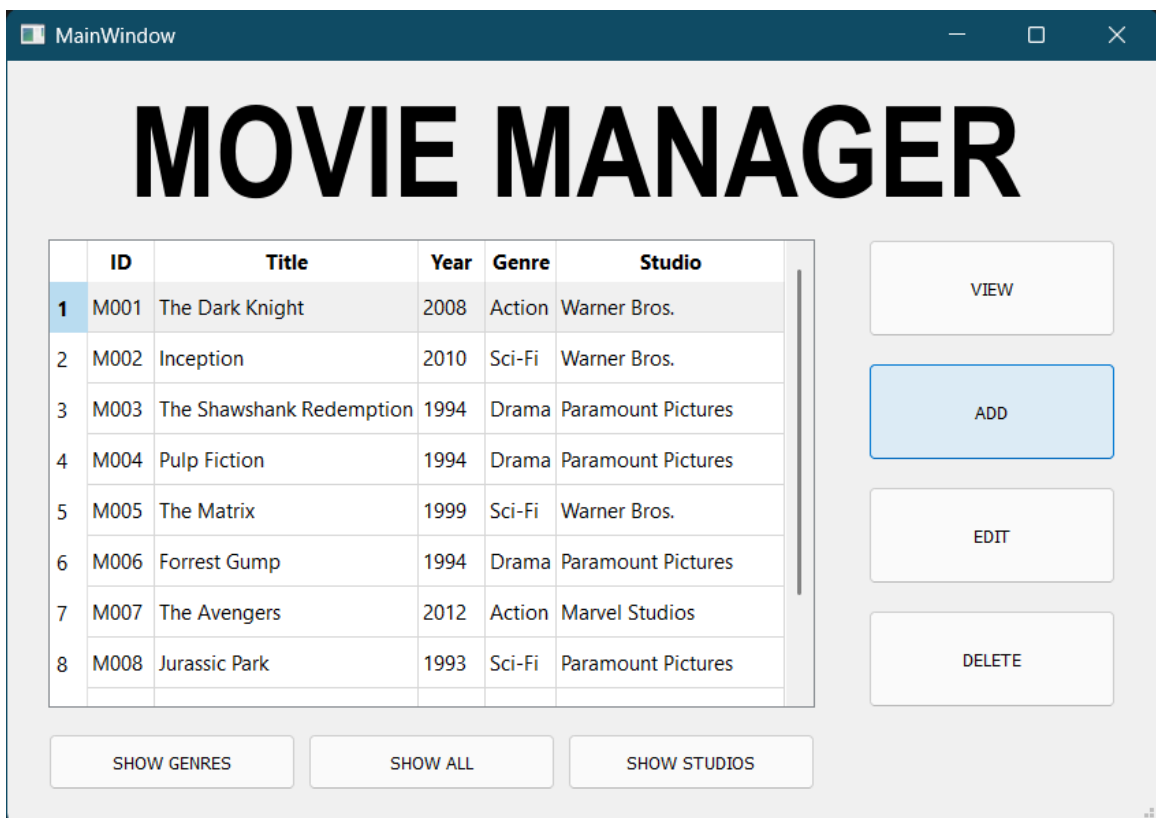 MainWindow
MOVIE MANAGER
ID Title Year Genre Studio
1 M001 The Dark Knight 2008 Action Warner Bros.
2 M002 Inception 2010 Sci-Fi Warner Bros.
3 M003 The Shawshank Redemption 1994 Drama Paramount Pictures
4 M004 Pulp Fiction 1994 Drama Paramount Pictures
5 M005 The Matrix 1999 Sci-Fi Warner Bros.
6 M006 Forrest Gump 1994 Drama Paramount Pictures
7 M007 The Avengers 2012 Action Marvel Studios
8 M008 Jurassic Park 1993 Sci-Fi Paramount Pictures
VIEW
ADD
EDIT
DELETE
SHOW GENRES SHOW ALL SHOW STUDIOS